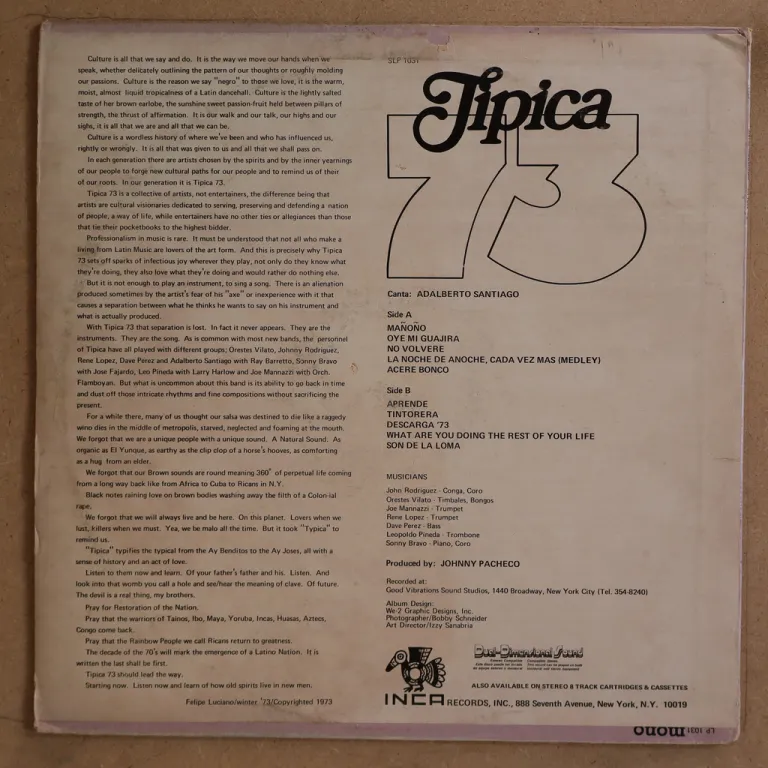 Culture is all that we say and do. It is the way we move our hands when we
speak, whether delicately outlining the pattern of our thoughts or roughly molding
our passions. Culture is the reason we say "negro" to those we love, it is the warm,
moist, almost liquid tropicalness of a Latin dancehall. Culture is the lightly salted
taste of her brown earlobe, the sunshine sweet passion-fruit held between pillars of
strength, the thrust of affirmation. It is our walk and our talk, our highs and our
sighs, it is all that we are and all that we can be.
Culture is a wordless history of where we've been and who has influenced us,
rightly or wrongly. It is all that was given to us and all that we shall pass on.
In each generation there are artists chosen by the spirits and by the inner yearnings
of our people to forge new cultural paths for our people and to remind us of their
of our roots. In our generation it is Tipica 73.
Tipica 73 is a collective of artists, not entertainers, the difference being that
artists are cultural visionaries dedicated to serving, preserving and defending a nation
of people, a way of life, while entertainers have no other ties or allegiances than those
that tie their pocketbooks to the highest bidder.
Professionalism in music is rare. It must be understood that not all who make a
living from Latin Music are lovers of the art form. And this is precisely why Tipica
73 sets off sparks of infectious joy wherever they play, not only do they know what
they're doing, they also love what they're doing and would rather do nothing else.
But it is not enough to play an instrument, to sing a song. There is an alienation
produced sometimes by the artist's fear of his "axe" or inexperience with it that
causes a separation between what he thinks he wants to say on his instrument and
what is actually produced.
With Tipica 73 that separation is lost. In fact it never appears. They are the
instruments. They are the song. As is common with most new bands, the personnel
of Tipica have all played with different groups; Orestes Vilato, Johnny Rodriguez,
Rene Lopez, Dave Perez and Adalberto Santiago with Ray Barretto, Sonny Bravo
with Jose Fajardo, Leo Pineda with Larry Harlow and Joe Mannazzi with Orch.
Flamboyan. But what is uncommon about this band is its ability to go back in time
and dust off those intricate rhythms and fine compositions without sacrificing the
present.
For a while there, many of us thought our salsa was destined to die like a raggedy
wino dies in the middle of metropolis, starved, neglected and foaming at the mouth.
We forgot that we are a unique people with a unique sound. A Natural Sound. As
organic as El Yunque, as earthy as the clip clop of a horse's hooves, as comforting
as a hug from an elder.
We forgot that our Brown sounds are round meaning 360° of perpetual life coming
from a long way back like from Africa to Cuba to Ricans in N.Y.
Black notes raining love on brown bodies washing away the filth of a Colon-ial
rape.
We forgot that we will always live and be here. On this planet. Lovers when we
lust, killers when we must. Yea, we be malo all the time. But it took "Typica" to
remind us.
"Tipica" typifies the typical from the Ay Benditos to the Ay Joses, all with a
sense of history and an act of love.
Listen to them now and learn. Of your father's father and his. Listen. And
look into that womb you call a hole and see/hear the meaning of clave. Of future.
The devil is a real thing, my brothers.
Pray for Restoration of the Nation.
Pray that the warriors of Tainos, Ibo, Maya, Yoruba, Incas, Huasas, Aztecs,
Congo come back.
Pray that the Rainbow People we call Ricans return to greatness.
The decade of the 70's will mark the emergence of a Latino Nation. It is
written the last shall be first.
Tipica 73 should lead the way.
Starting now. Listen now and learn of how old spirits live in new men.
Felipe Luciano/winter '73/Copyrighted 1973
SLP 1031
Tipica
73
Canta: ADALBERTO SANTIAGO
Side A
MAÑOÑO
OYE MI GUAJIRA
NO VOLVERE
LA NOCHE DE ANOCHE, CADA VEZ MAS (MEDLEY)
ACERE BONCO
Side B
APRENDE
TINTORERA
DESCARGA '73
WHAT ARE YOU DOING THE REST OF YOUR LIFE
SON DE LA LOMA
MUSICIANS
John Rodriguez - Conga, Coro
Orestes Vilato - Timbales, Bongos
Joe Mannazzi - Trumpet
Rene Lopez - Trumpet
Dave Perez - Bass
Leopoldo Pineda - Trombone
Sonny Bravo - Piano, Coro
Produced by: JOHNNY PACHECO
Recorded at:
Good Vibrations Sound Studios, 1440 Broadway, New York City (Tel. 354-8240)
Album Design:
We-2 Graphic Designs, Inc.
Photographer/Bobby Schneider
Art Director/Izzy Sanabria
Dual-Dimensional Sound
ALSO AVAILABLE ON STEREO 8 TRACK CARTRIDGES & CASSETTES
INCA RECORDS, INC., 888 Seventh Avenue, New York, N.Y. 10019
LP 1031 mono